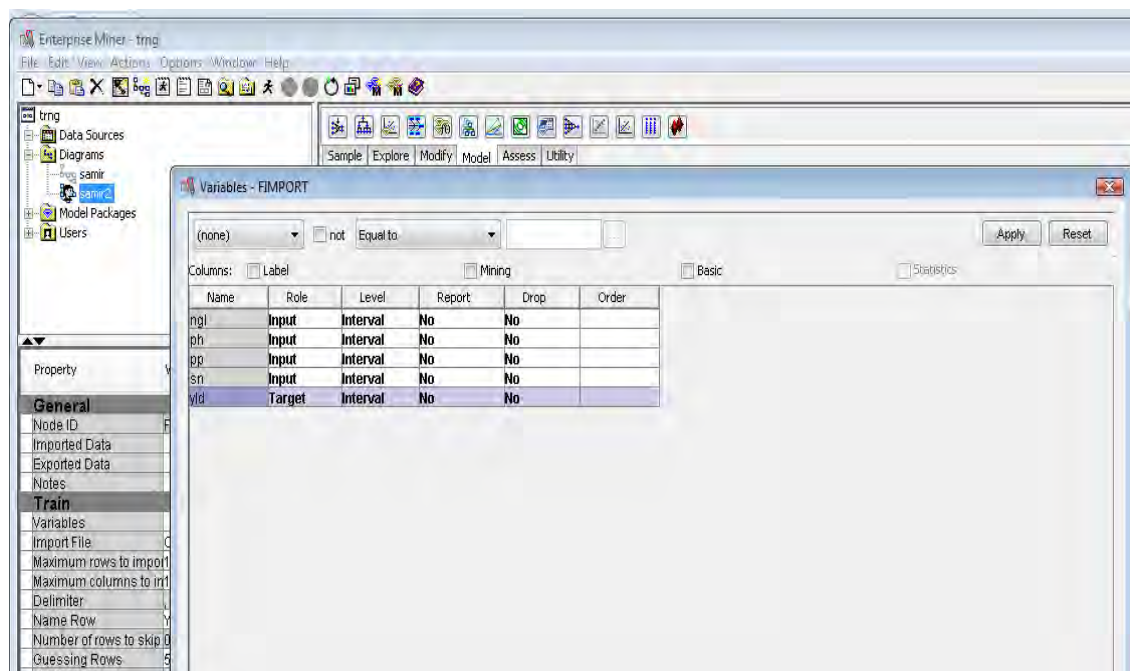 Enterprise Miner - trng
File Edit View Actions Options Window Help
trng
Data Sources
Diagrams
samir
samir2
Model Packages
Users
Sample Explore Modify Model Assess Utility
Variables - FIMPORT
(none) not Equal to Apply Reset
Columns: Label Mining Basic Statistics
Name Role Level Report Drop Order
ngl Input Interval No No
ph Input Interval No No
pp Input Interval No No
sn Input Interval No No
yld Target Interval No No
Property
General
Node ID F
Imported Data
Exported Data
Notes
Train
Variables
Import File
Maximum rows to import
Maximum columns to
Delimiter
Name Row
Number of rows to skip 0
Guessing Rows 5